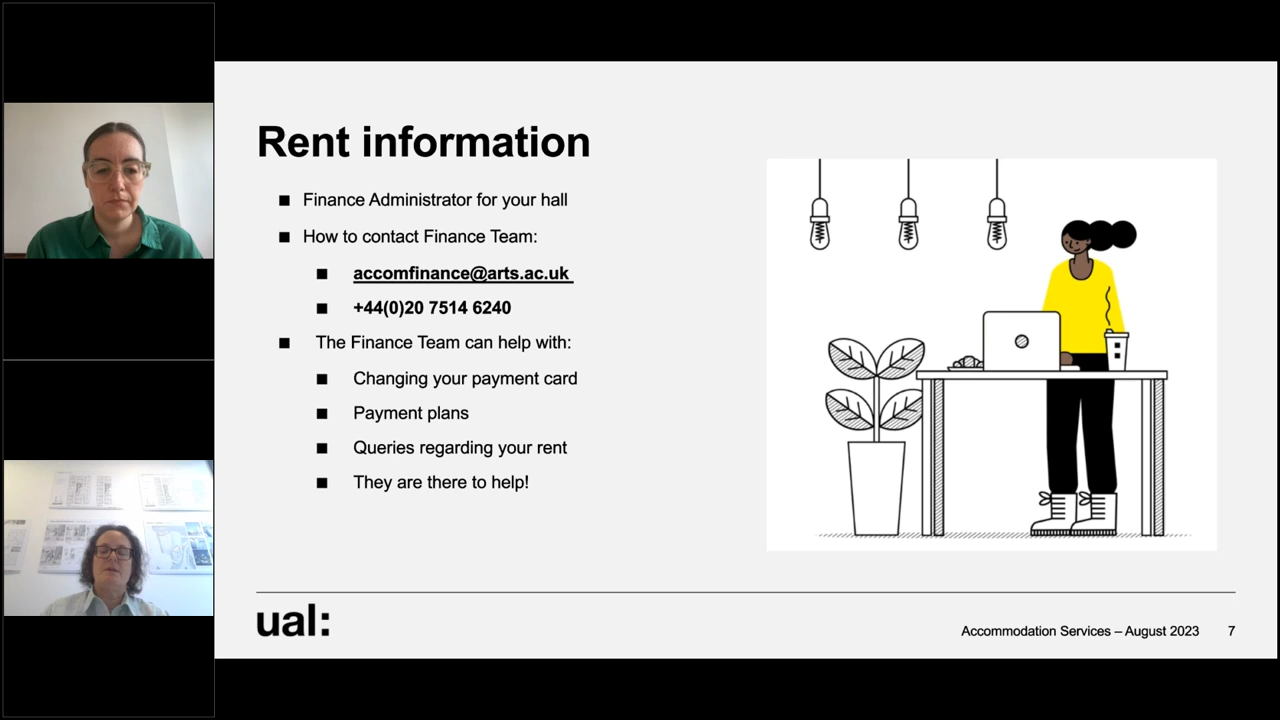 Rent information
■ Finance Administrator for your hall
■ How to contact Finance Team:
■ accomfinance@arts.ac.uk
■ +44(0)20 7514 6240
■ The Finance Team can help with:
■ Changing your payment card
■ Payment plans
■ Queries regarding your rent
■ They are there to help!
ual:
Accommodation Services – August 2023 7